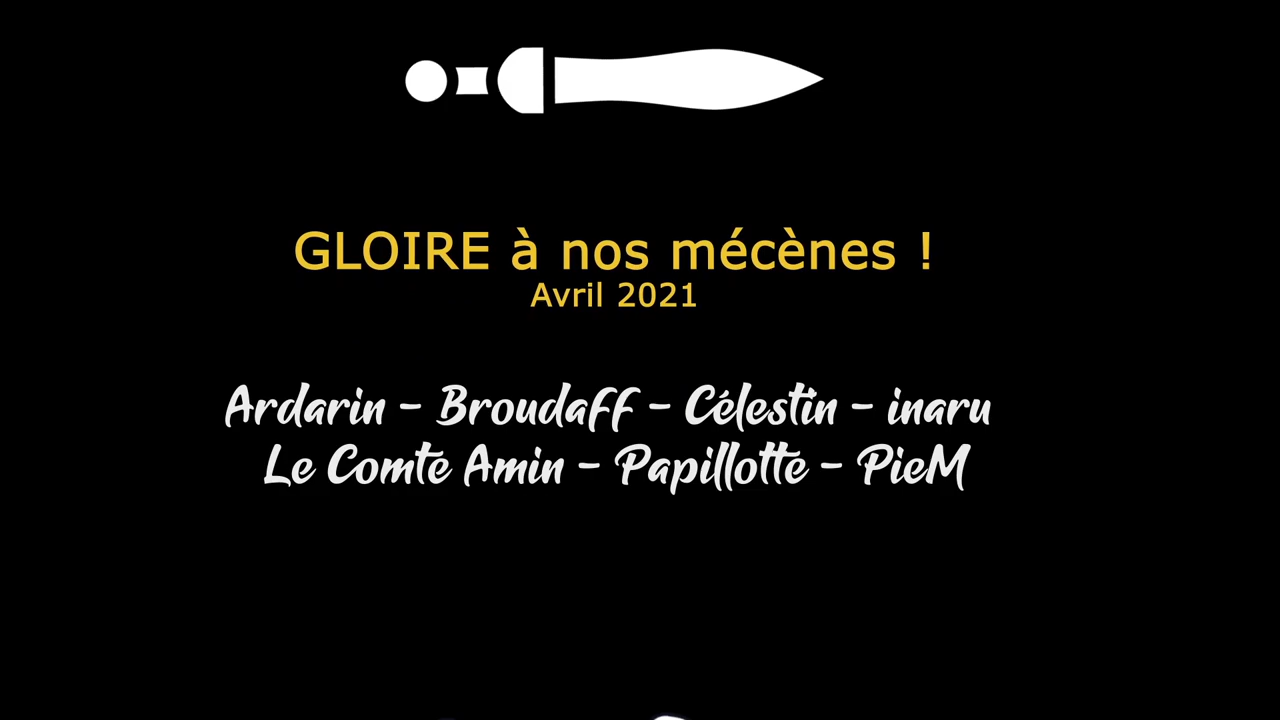 GLOIRE à nos mécènes !
Avril 2021
Ardarin - Broudaff - Célestin - inaru
Le Comte Amin - Papillotte - PieM